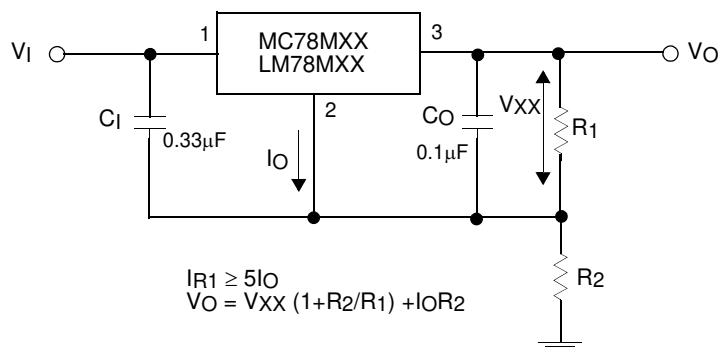 1
MC78MXX
LM78MXX
3
VI
VO
2
CI
0.33μF
IO
CO
0.1μF
VXX
R1
R2
IR1 ≥ 5IO
VO = VXX (1+R2/R1) +IOR2